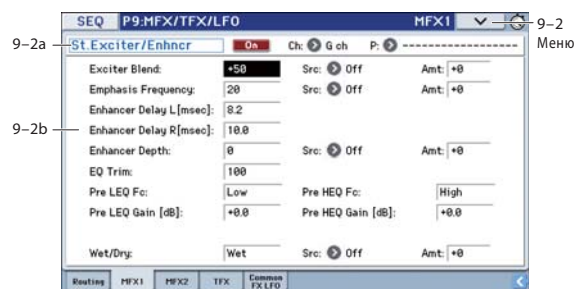 SEQ P9:MFX/TFX/LFO MFX1
9–2
Меню
9–2a
St.Exciter/Enhncr On Ch: G ch P: --------------------
Exciter Blend: +50 Src: Off Amt: +0
Emphasis Frequency: 20 Src: Off Amt: +0
Enhancer Delay L[msec]: 8.2
9–2b
Enhancer Delay R[msec]: 10.0
Enhancer Depth: 0 Src: Off Amt: +0
EQ Trim: 100
Pre LEQ Fc: Low Pre HEQ Fc: High
Pre LEQ Gain [dB]: +0.0 Pre HEQ Gain [dB]: +0.0
Wet/Dry: Wet Src: Off Amt: +0
Routing MFX1 MFX2 TFX Common FX LFO